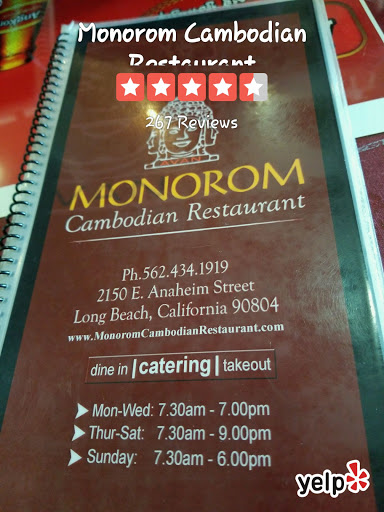 Monorom Cambodian
Restaurant
267 Reviews
Angkor
MONOROM
Cambodian Restaurant
Ph.562.434.1919
2150 E. Anaheim Street
Long Beach, California 90804
www.MonoromCambodianRestaurant.com
dine in | catering | takeout
Mon-Wed: 7.30am - 7.00pm
Thur-Sat: 7.30am - 9.00pm
Sunday: 7.30am - 6.00pm
yelp